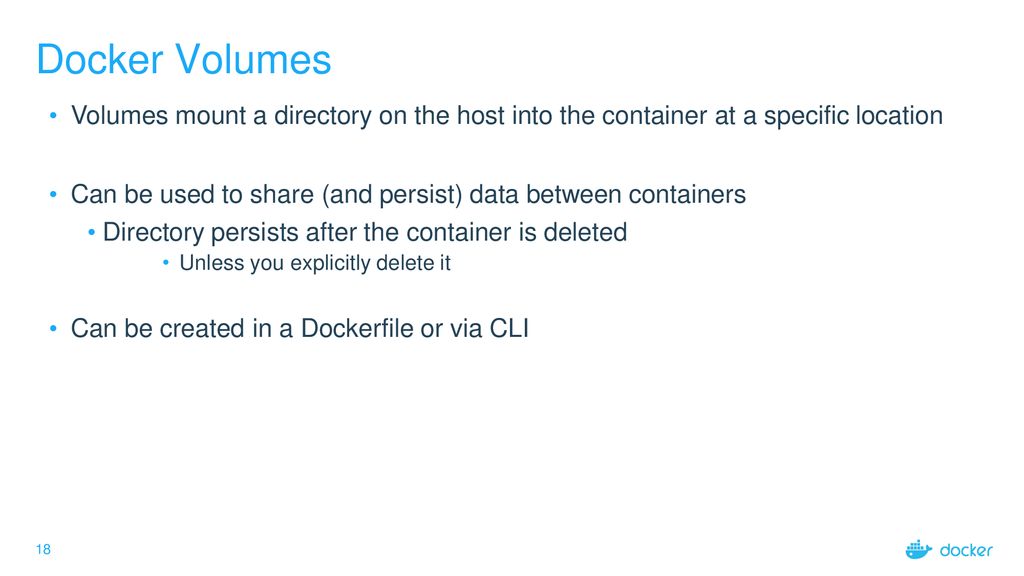 Docker Volumes
• Volumes mount a directory on the host into the container at a specific location
• Can be used to share (and persist) data between containers
• Directory persists after the container is deleted
• Unless you explicitly delete it
• Can be created in a Dockerfile or via CLI
18
docker